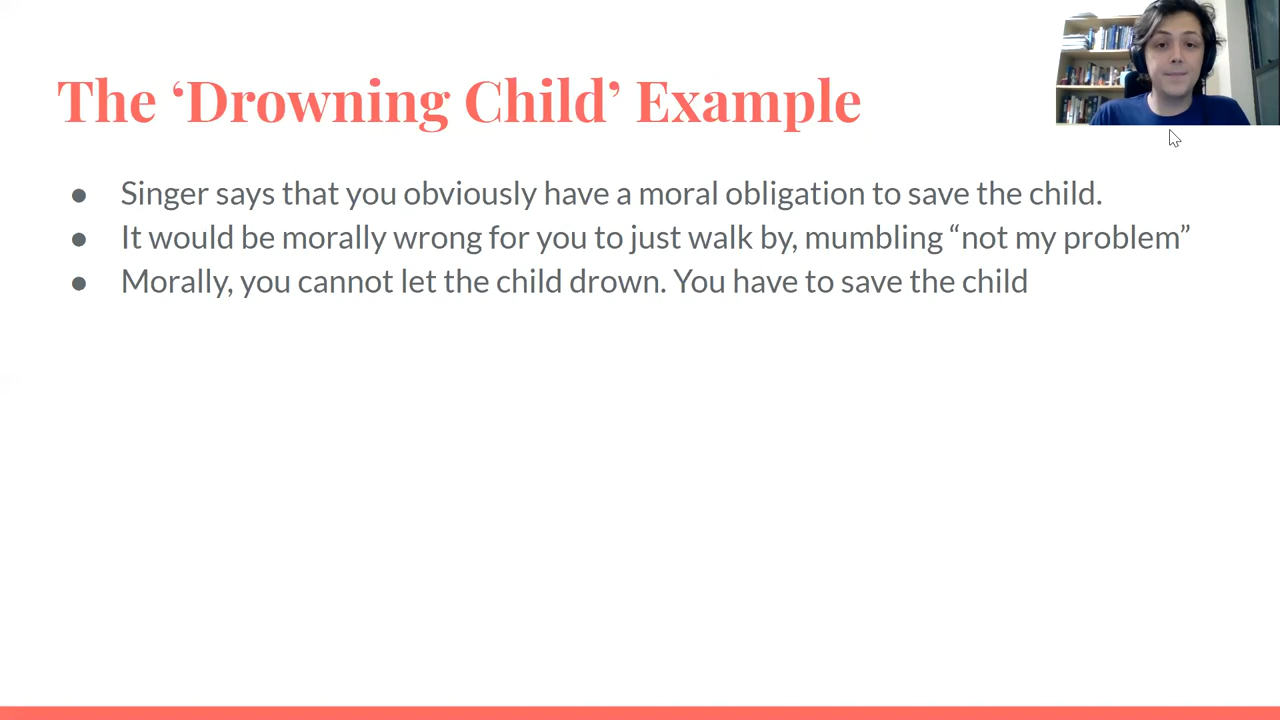 The ‘Drowning Child’ Example
● Singer says that you obviously have a moral obligation to save the child.
● It would be morally wrong for you to just walk by, mumbling “not my problem”
● Morally, you cannot let the child drown. You have to save the child